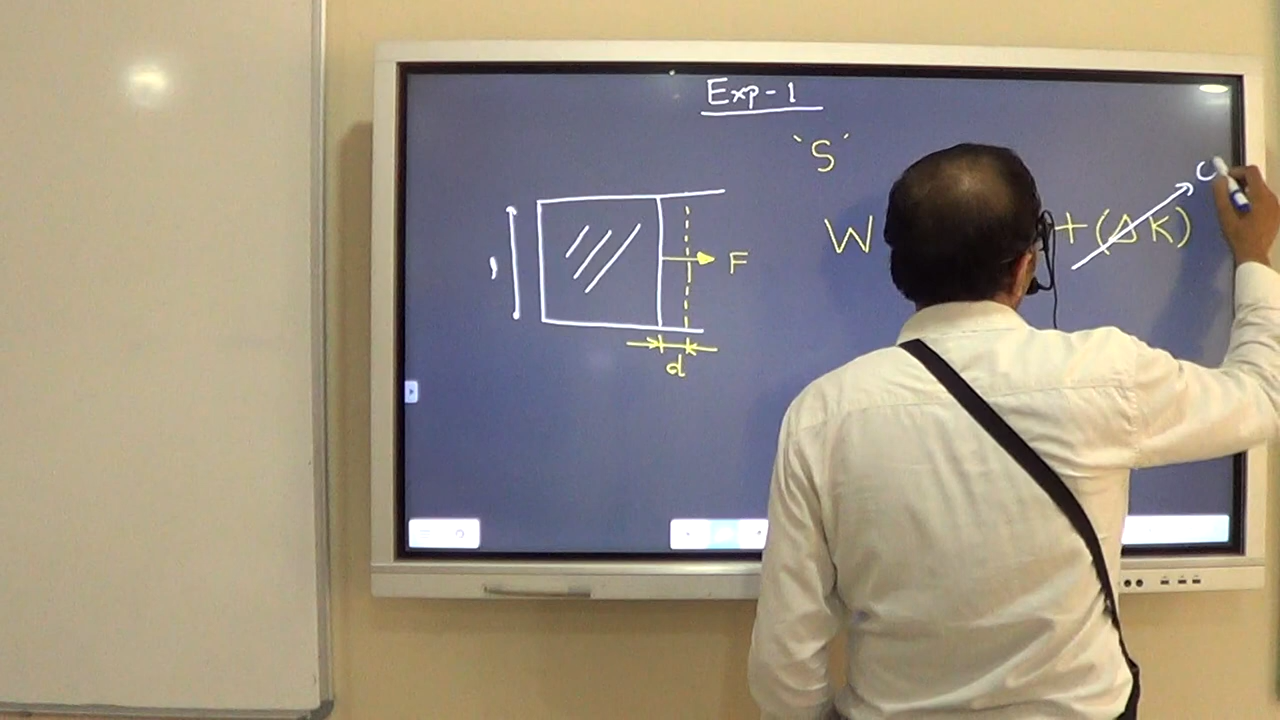 Exp-1
'S'
W + (ΔK)
F
d